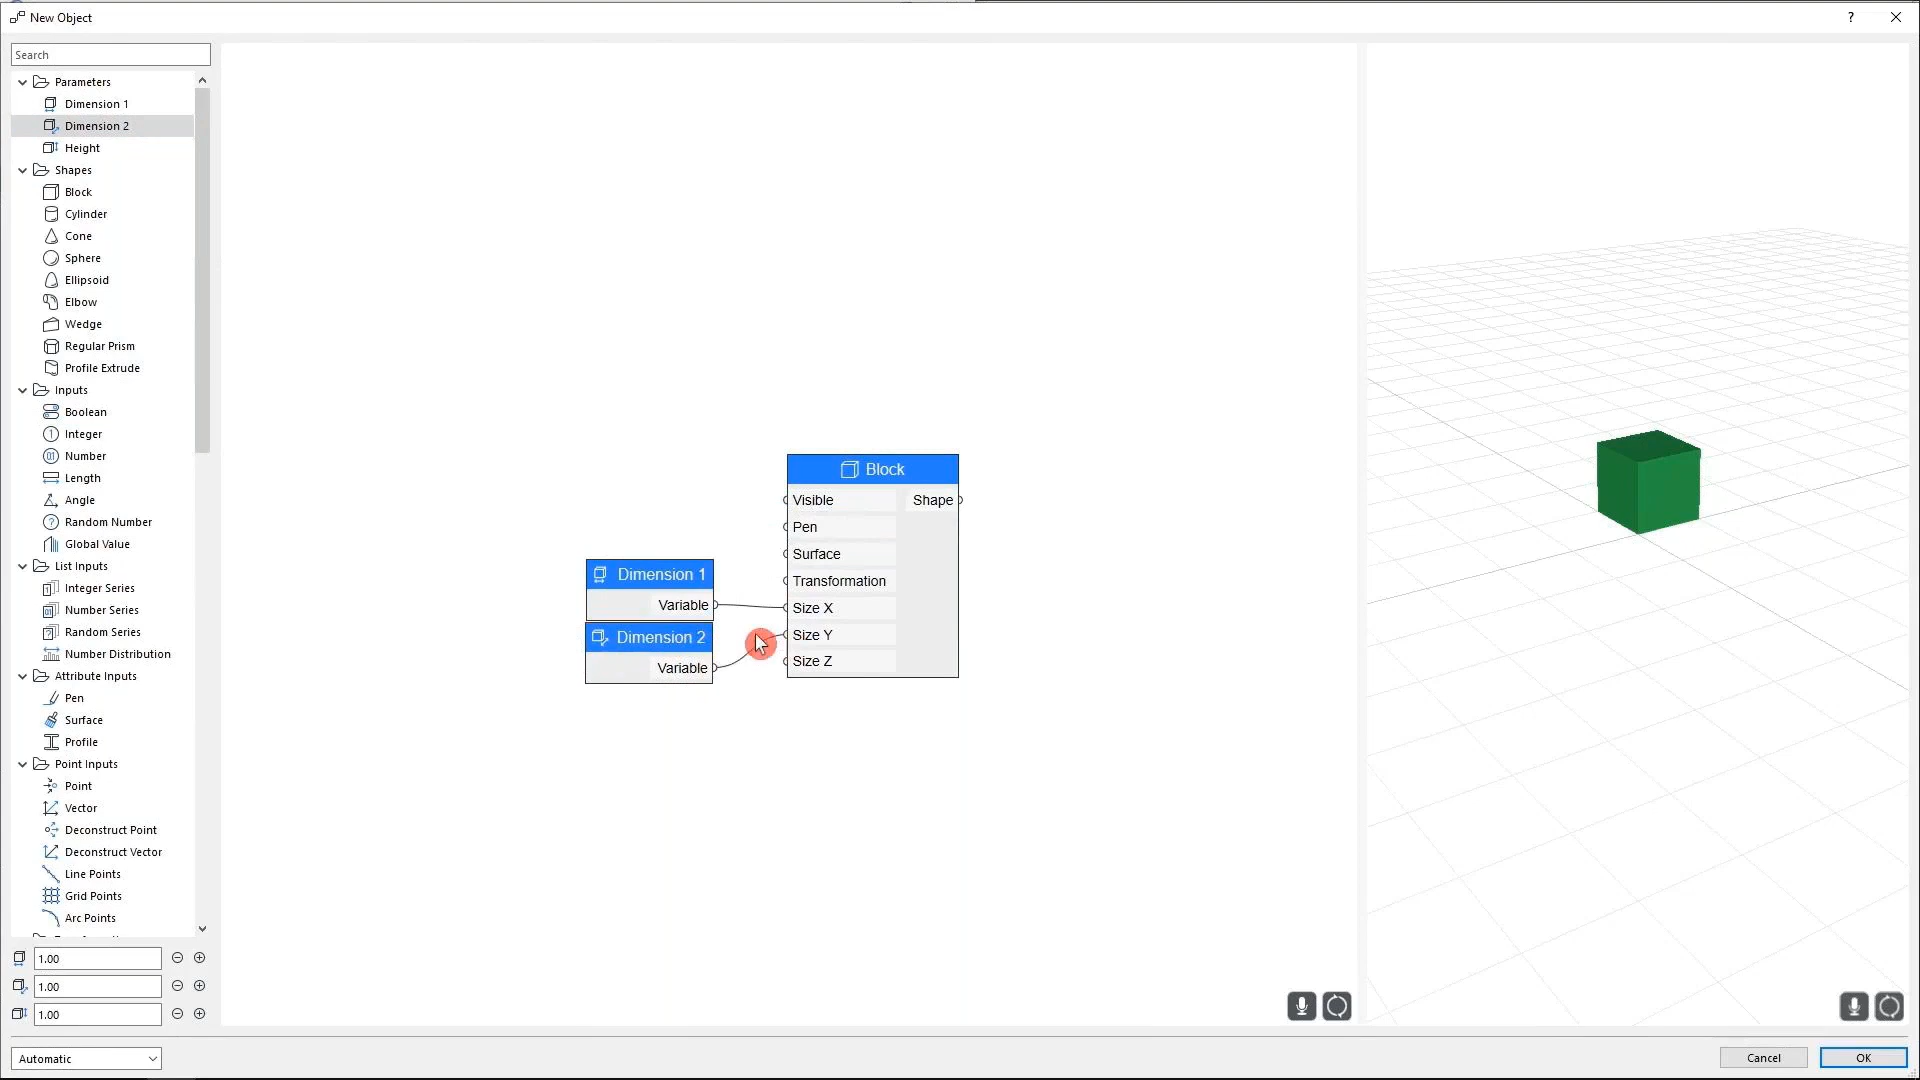 New Object
?
Search
Parameters
Dimension 1
Dimension 2
Height
Shapes
Block
Cylinder
Cone
Sphere
Ellipsoid
Elbow
Wedge
Regular Prism
Profile Extrude
Inputs
Boolean
Integer
Number
Length
Angle
Random Number
Global Value
List Inputs
Integer Series
Number Series
Random Series
Number Distribution
Attribute Inputs
Pen
Surface
Profile
Point Inputs
Point
Vector
Deconstruct Point
Deconstruct Vector
Line Points
Grid Points
Arc Points
1.00
1.00
1.00
Automatic
Block
Visible Shape
Pen
Surface
Transformation
Size X
Size Y
Size Z
Dimension 1
Variable
Dimension 2
Variable
Cancel
OK